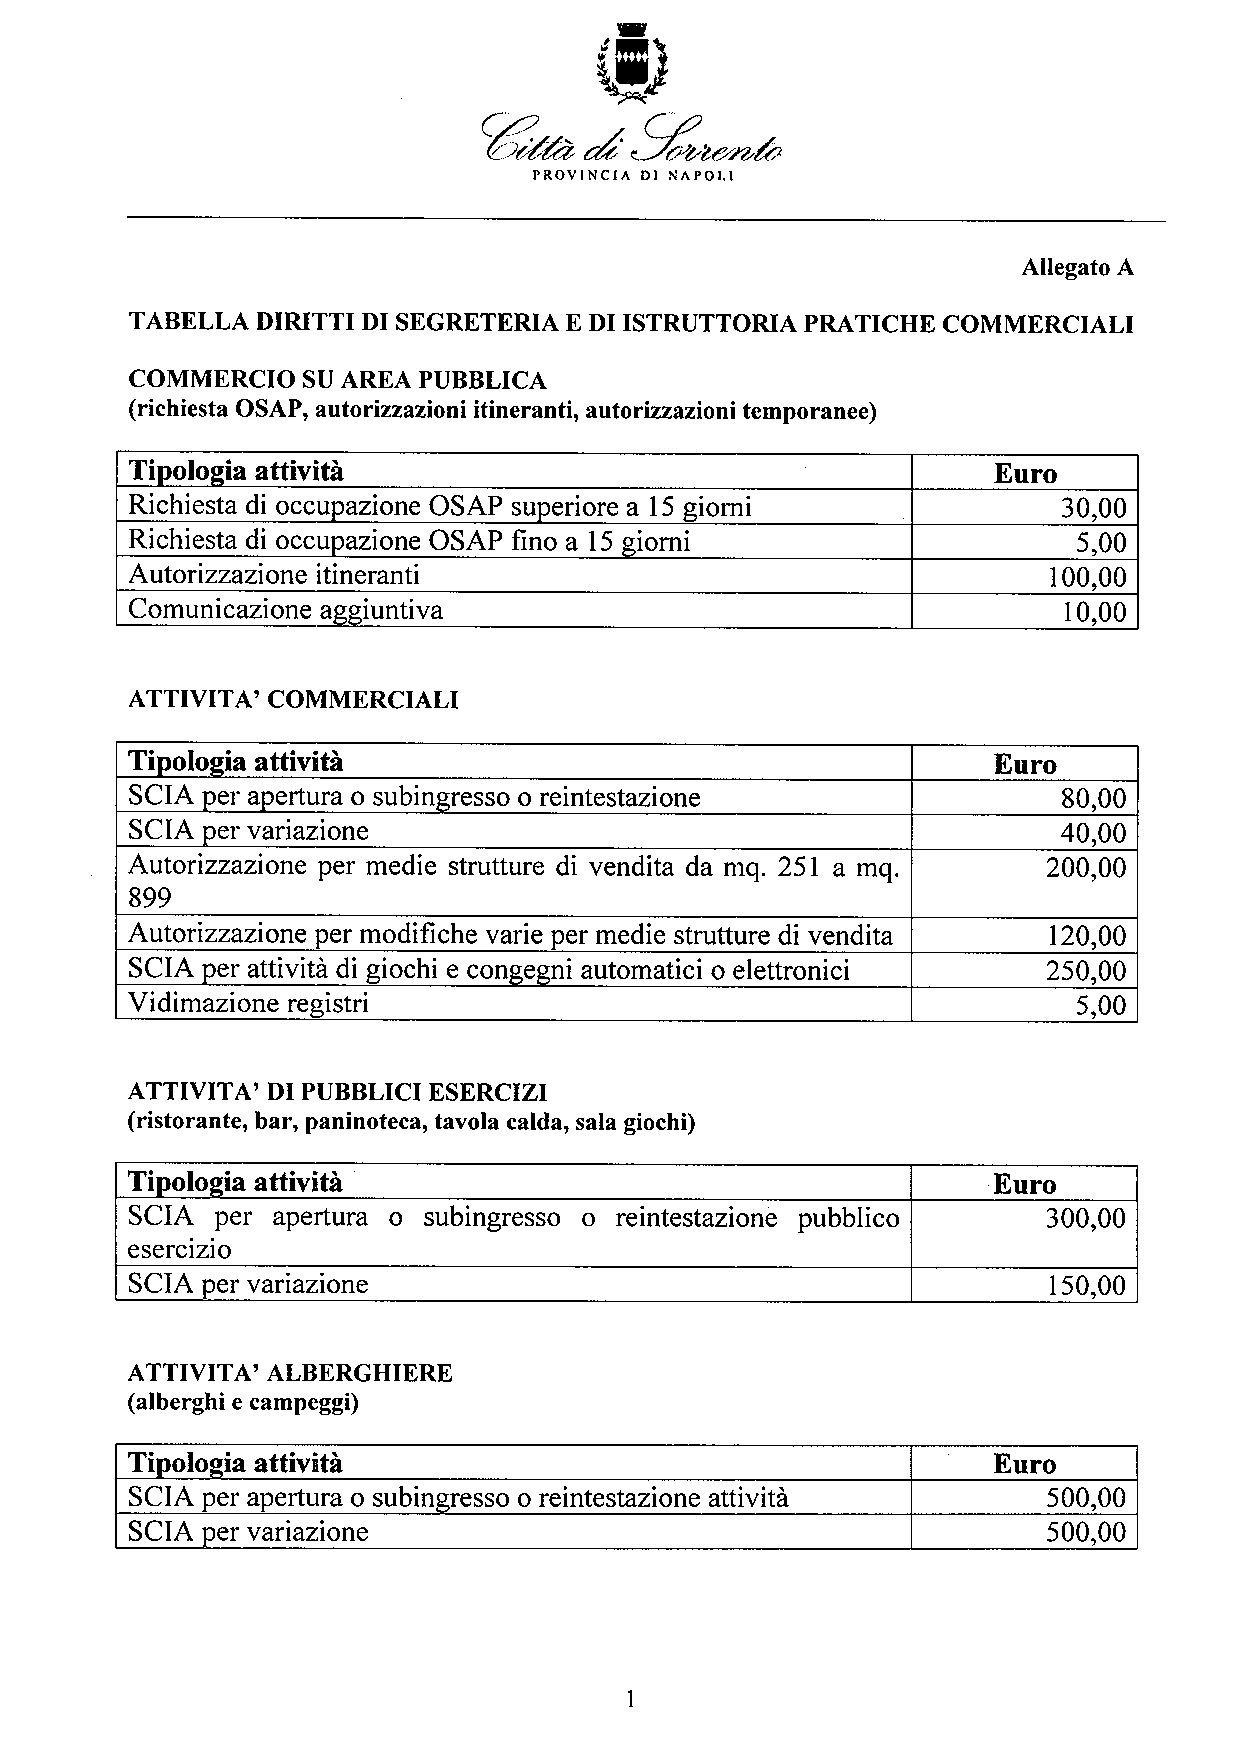 Città di Sorrento
PROVINCIA DI NAPOLI
Allegato A
TABELLA DIRITTI DI SEGRETERIA E DI ISTRUTTORIA PRATICHE COMMERCIALI
COMMERCIO SU AREA PUBBLICA
(richiesta OSAP, autorizzazioni itineranti, autorizzazioni temporanee)
Tipologia attività Euro
Richiesta di occupazione OSAP superiore a 15 giorni 30,00
Richiesta di occupazione OSAP fino a 15 giorni 5,00
Autorizzazione itineranti 100,00
Comunicazione aggiuntiva 10,00
ATTIVITA' COMMERCIALI
Tipologia attività Euro
SCIA per apertura o subingresso o reintestazione 80,00
SCIA per variazione 40,00
Autorizzazione per medie strutture di vendita da mq. 251 a mq. 200,00
899
Autorizzazione per modifiche varie per medie strutture di vendita 120,00
SCIA per attività di giochi e congegni automatici o elettronici 250,00
Vidimazione registri 5,00
ATTIVITA' DI PUBBLICI ESERCIZI
(ristorante, bar, paninoteca, tavola calda, sala giochi)
Tipologia attività Euro
SCIA per apertura o subingresso o reintestazione pubblico 300,00
esercizio
SCIA per variazione 150,00
ATTIVITA' ALBERGHIERE
(alberghi e campeggi)
Tipologia attività Euro
SCIA per apertura o subingresso o reintestazione attività 500,00
SCIA per variazione 500,00
1